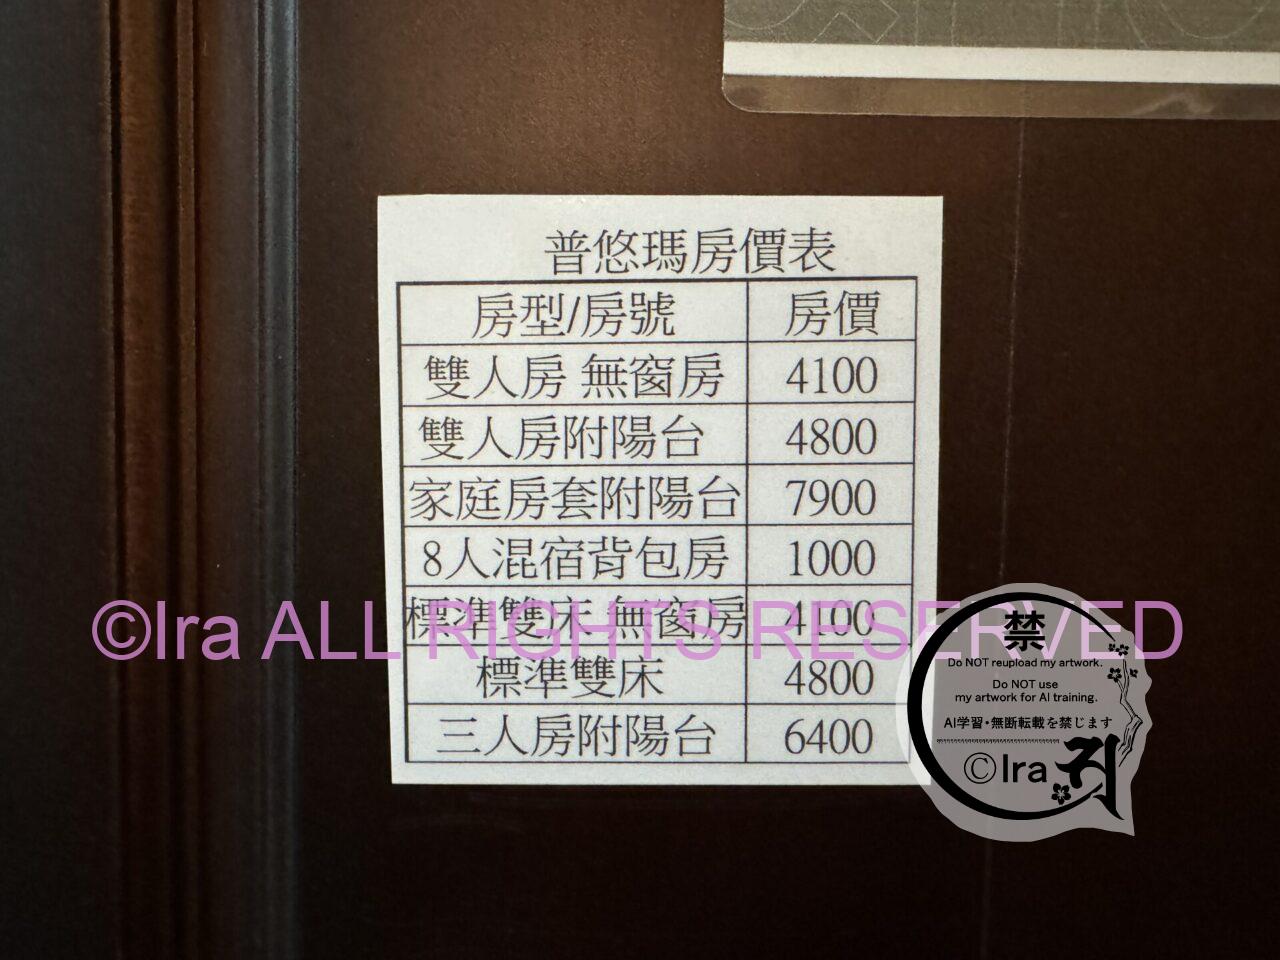 普悠瑪房價表
房型/房號 房價
雙人房 無窗房 4100
雙人房附陽台 4800
家庭房套附陽台 7900
8人混宿背包房 1000
標準雙床 無窗房 4100
標準雙床 4800
三人房附陽台 6400
©Ira ALL RIGHTS RESERVED
禁
Do NOT reupload my artwork.
Do NOT use
my artwork for AI training.
AI学習・無断転載を禁じます
©Ira